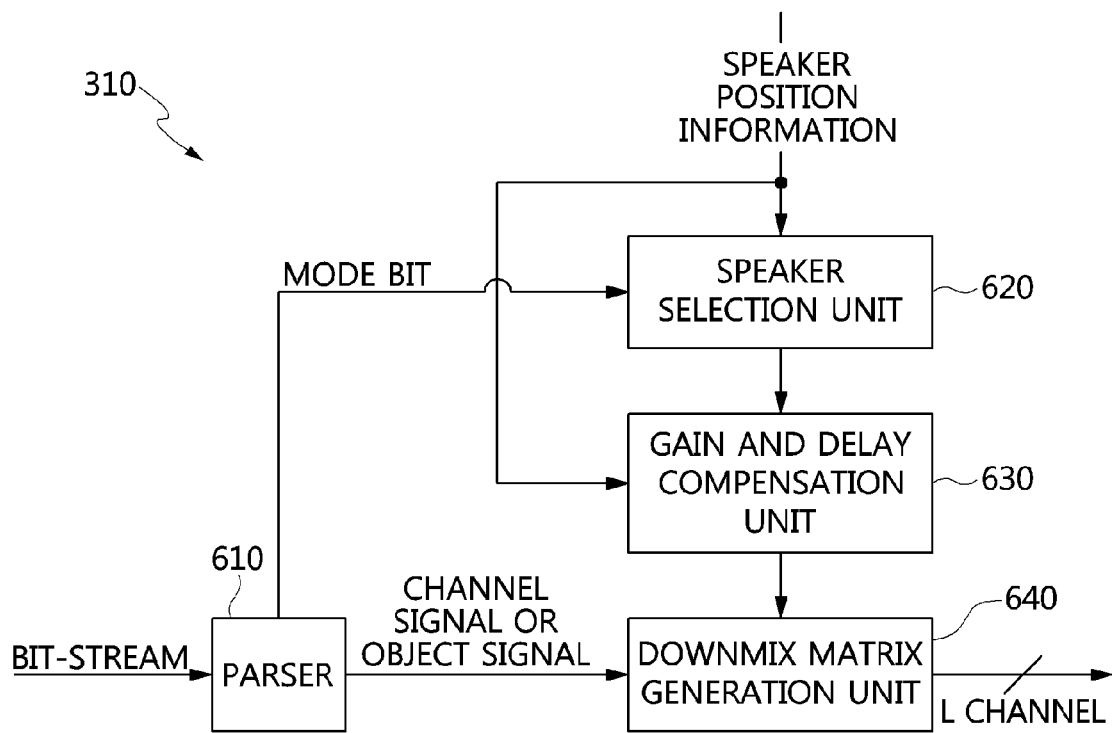 SPEAKER
POSITION
INFORMATION
310
MODE BIT
SPEAKER
SELECTION UNIT
620
GAIN AND DELAY
COMPENSATION
UNIT
630
610
CHANNEL
SIGNAL OR
OBJECT SIGNAL
640
BIT-STREAM
PARSER
DOWNMIX MATRIX
GENERATION UNIT
L CHANNEL